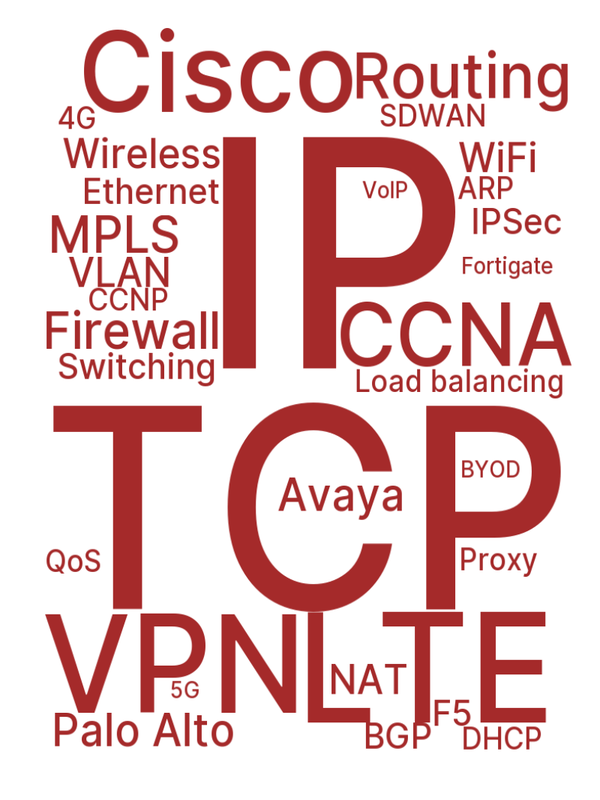 Cisco
Routing
4G
SDWAN
Wireless
IP
WiFi
Ethernet
VoIP
ARP
MPLS
IPSec
VLAN
Fortigate
CCNP
Firewall
CCNA
Switching
Load balancing
TCP
BYOD
Avaya
QoS
Proxy
VPN
LTE
5G
NAT
Palo Alto
F5
BGP
DHCP